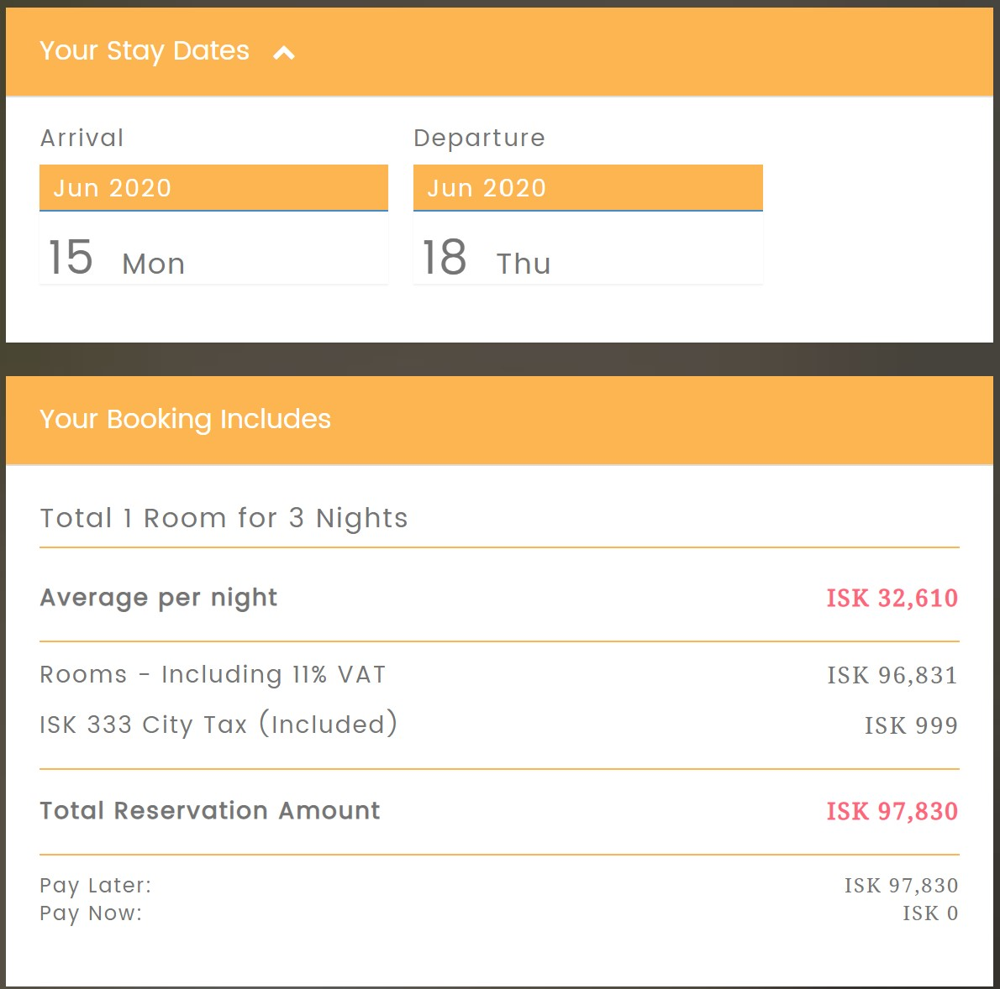 Your Stay Dates
Arrival
Departure
Jun 2020
Jun 2020
15 Mon
18 Thu
Your Booking Includes
Total 1 Room for 3 Nights
Average per night ISK 32,610
Rooms - Including 11% VAT ISK 96,831
ISK 333 City Tax (Included) ISK 999
Total Reservation Amount ISK 97,830
Pay Later: ISK 97,830
Pay Now: ISK 0